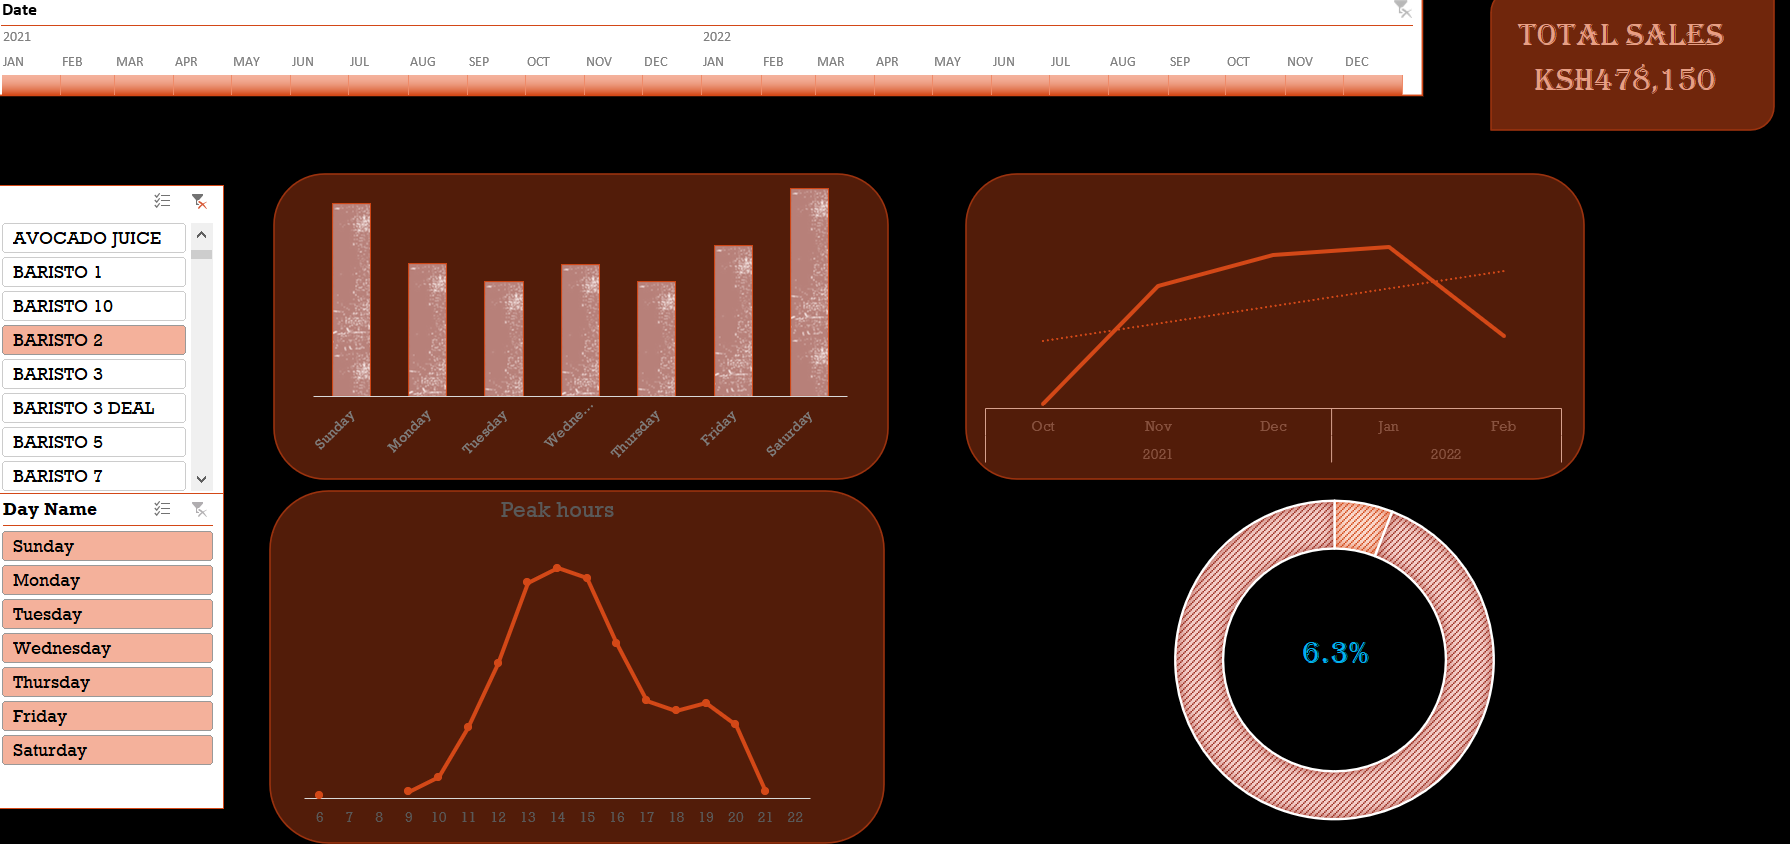 Date
2021 2022
JAN FEB MAR APR MAY JUN JUL AUG SEP OCT NOV DEC JAN FEB MAR APR MAY JUN JUL AUG SEP OCT NOV DEC
TOTAL SALES
KSH478,150
AVOCADO JUICE
BARISTO 1
BARISTO 10
BARISTO 2
BARISTO 3
BARISTO 3 DEAL
BARISTO 5
BARISTO 7
Day Name
Sunday
Monday
Tuesday
Wednesday
Thursday
Friday
Saturday
Sunday Monday Tuesday Wedne... Thursday Friday Saturday
Oct Nov Dec Jan Feb
2021 2022
Peak hours
6 7 8 9 10 11 12 13 14 15 16 17 18 19 20 21 22
6.3%